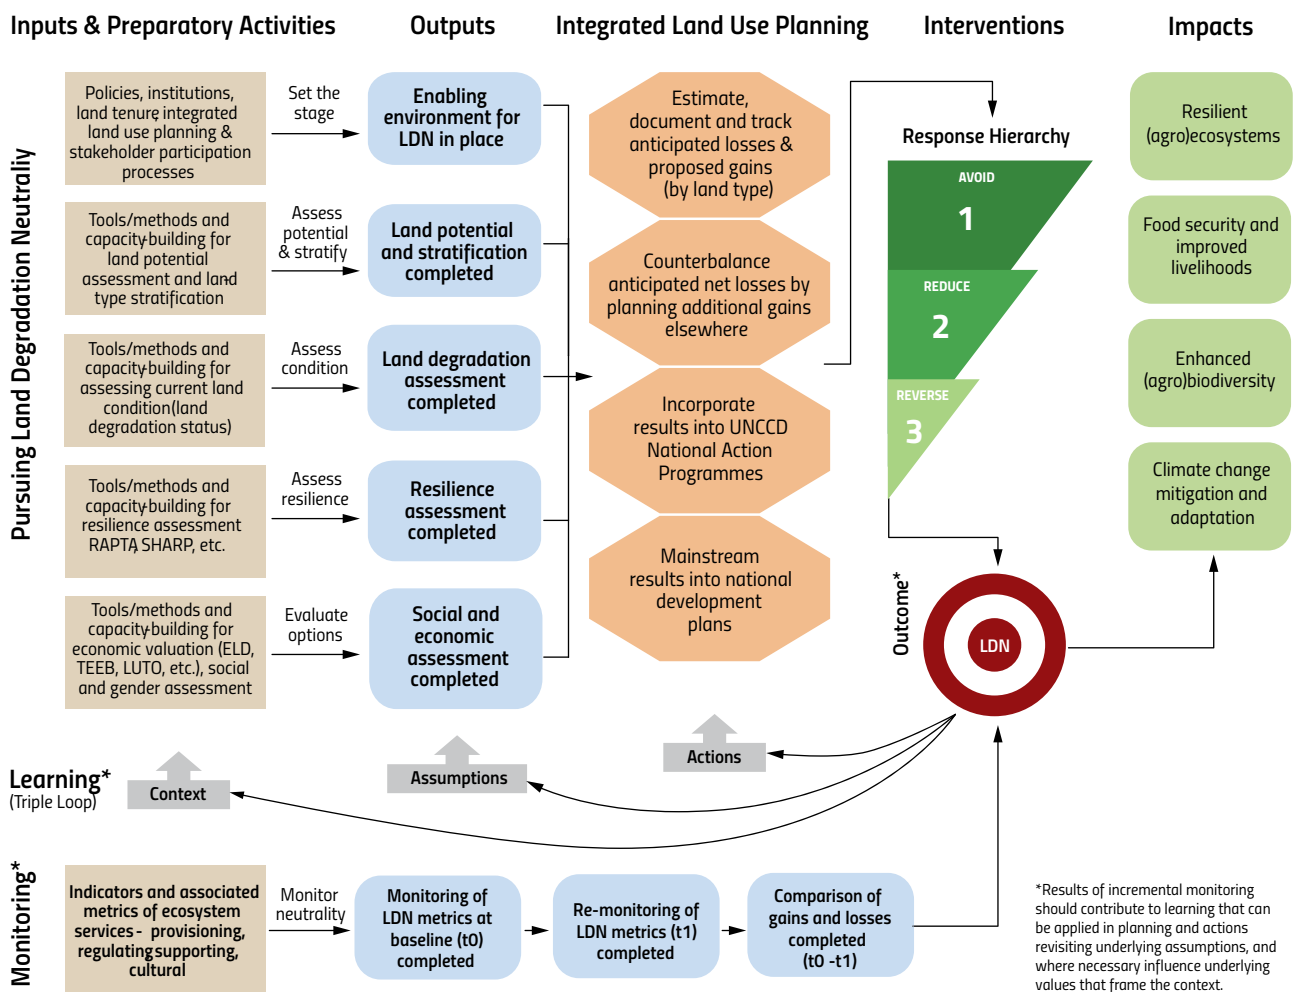 Inputs & Preparatory Activities
Outputs
Integrated Land Use Planning
Interventions
Impacts
Pursuing Land Degradation Neutraliy
Policies, institutions,
land tenure, integrated
land use planning &
stakeholder participation
processes
Set the
stage
Enabling
environment for
LDN in place
Tools/methods and
capacity-building for
land potential
assessment and land
type stratification
Assess
potential
& stratify
Land potential
and stratification
completed
Tools/methods and
capacity-building for
assessing current land
condition(land
degradation status)
Assess
condition
Land degradation
assessment
completed
Tools/methods and
capacity-building for
resilience assessment
RAPTA, SHARP, etc.
Assess
resilience
Resilience
assessment
completed
Tools/methods and
capacity-building for
economic valuation (ELD,
TEEB, LUTO, etc.), social
and gender assessment
Evaluate
options
Social and
economic
assessment
completed
Estimate,
document and track
anticipated losses &
proposed gains
(by land type)
Counterbalance
anticipated net losses by
planning additional gains
elsewhere
Incorporate
results into UNCCD
National Action
Programmes
Mainstream
results into national
development
plans
Response Hierarchy
AVOID
1
REDUCE
2
REVERSE
3
Outcome*
LDN
Resilient
(agro)ecosystems
Food security and
improved
livelihoods
Enhanced
(agro)biodiversity
Climate change
mitigation and
adaptation
Learning*
(Triple Loop)
Context
Assumptions
Actions
Monitoring*
Indicators and associated
metrics of ecosystem
services - provisioning,
regulating supporting,
cultural
Monitor
neutrality
Monitoring of
LDN metrics at
baseline (t0)
completed
Re-monitoring of
LDN metrics (t1)
completed
Comparison of
gains and losses
completed
(t0 -t1)
*Results of incremental monitoring
should contribute to learning that can
be applied in planning and actions
revisiting underlying assumptions, and
where necessary influence underlying
values that frame the context.